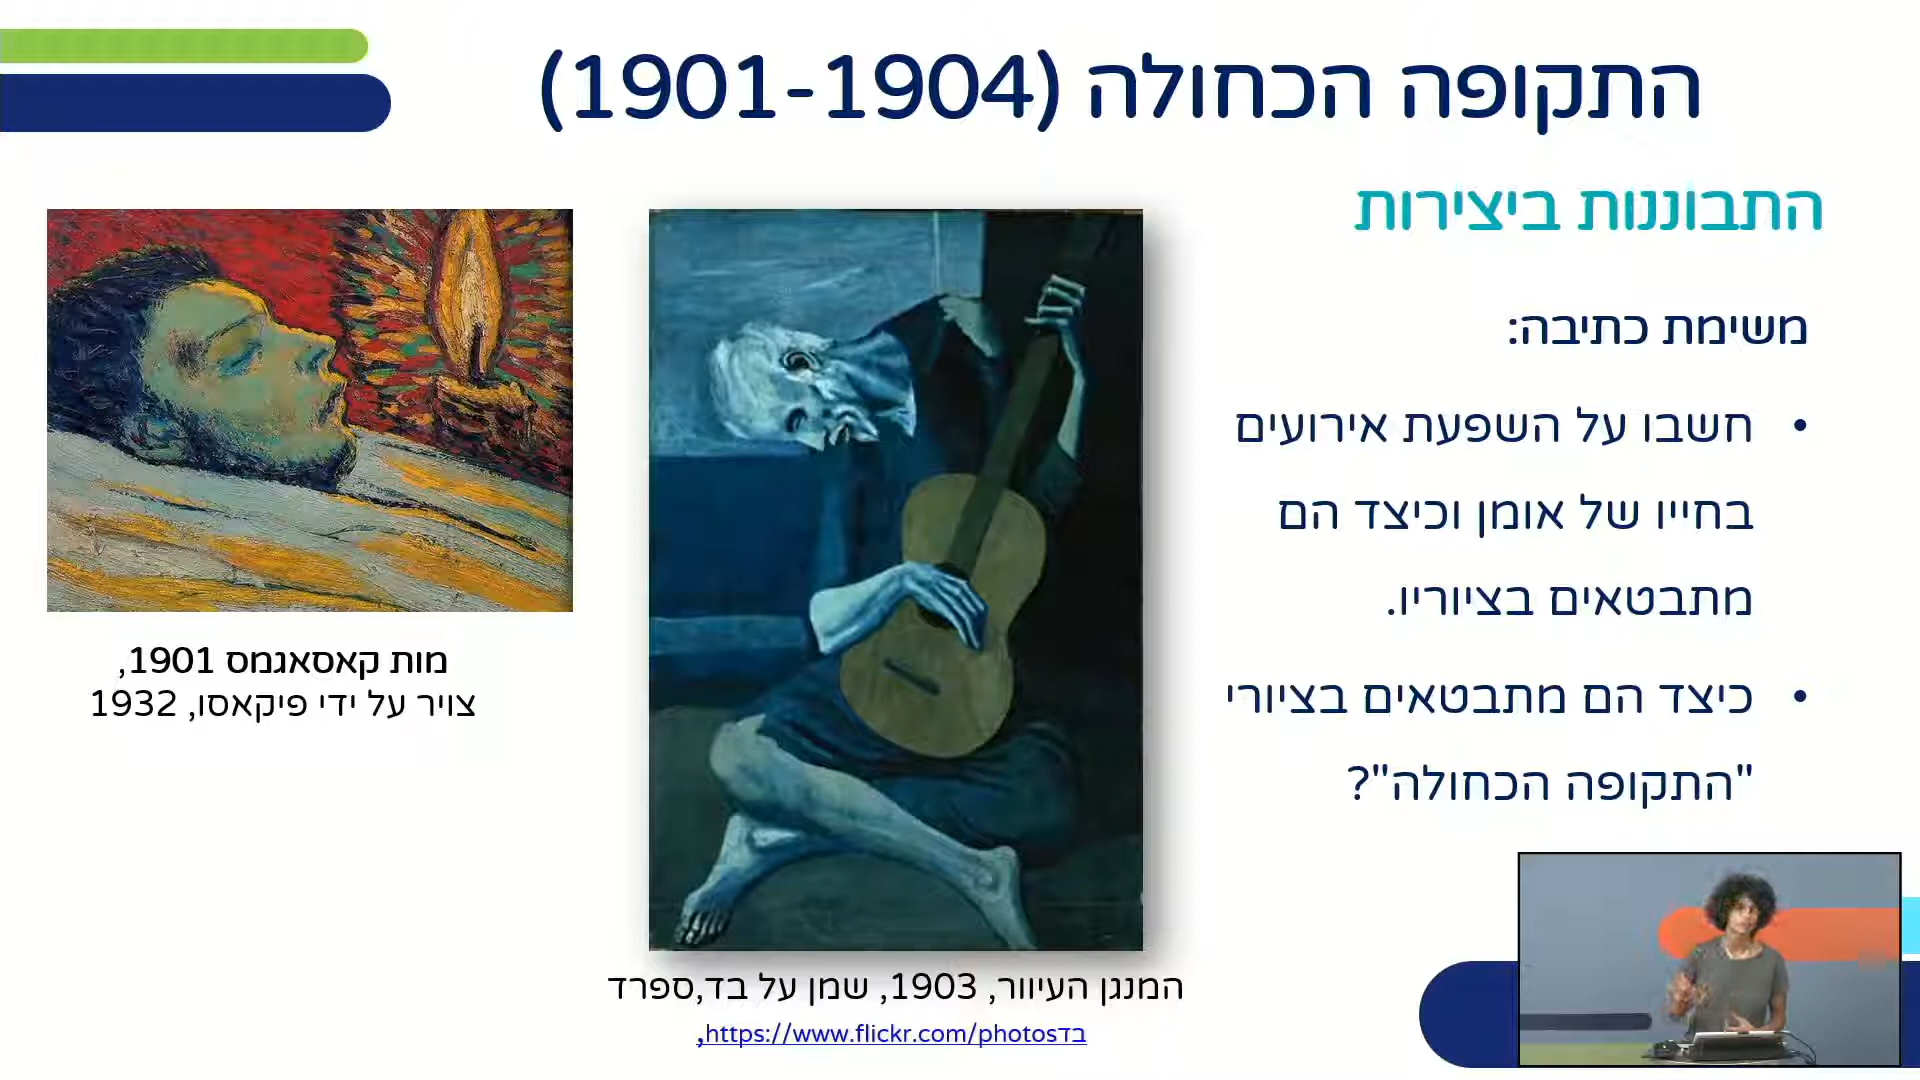 התקופה הכחולה (1901-1904)
התבוננות ביצירות
משימת כתיבה:
• חשבו על השפעת אירועים
בחייו של אומן וכיצד הם
מתבטאים בציוריו.
• כיצד הם מתבטאים בציורי
"התקופה הכחולה"?
מות קאסאגמס 1901,
צויר על ידי פיקאסו, 1932
המנגן העיוור, 1903, שמן על בד,ספרד
בדhttps://www.flickr.com/photos,